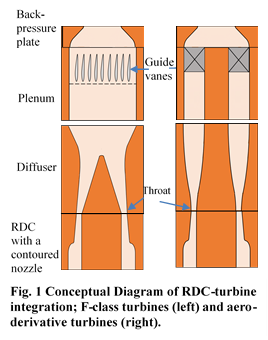 Back-
pressure
plate
Guide
vanes
Plenum
Diffuser
Throat
RDC
with a
contoured
nozzle
Fig. 1 Conceptual Diagram of RDC-turbine
integration; F-class turbines (left) and aero-
derivative turbines (right).